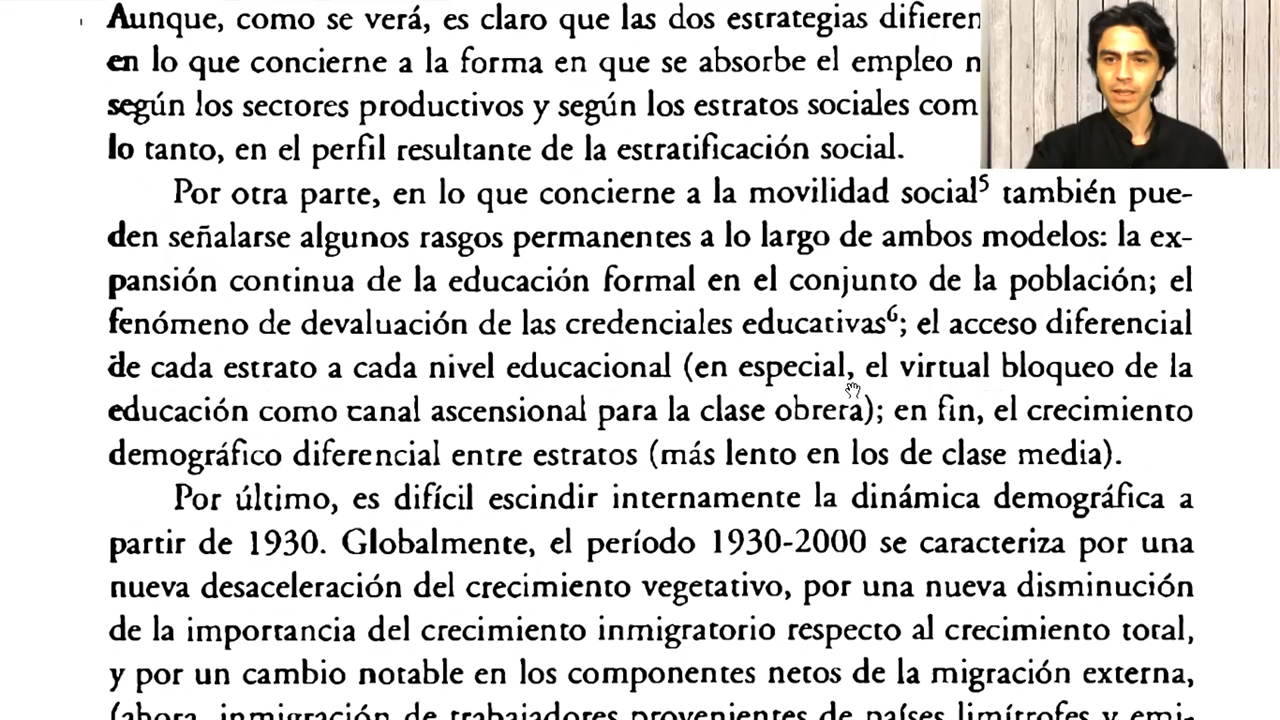 Aunque, como se verá, es claro que las dos estrategias difieren
en lo que concierne a la forma en que se absorbe el empleo
según los sectores productivos y según los estratos sociales
lo tanto, en el perfil resultante de la estratificación social.
Por otra parte, en lo que concierne a la movilidad social⁵ también pue-
den señalarse algunos rasgos permanentes a lo largo de ambos modelos: la ex-
pansión continua de la educación formal en el conjunto de la población; el
fenómeno de devaluación de las credenciales educativas⁶; el acceso diferencial
de cada estrato a cada nivel educacional (en especial, el virtual bloqueo de la
educación como canal ascensional para la clase obrera); en fin, el crecimiento
demográfico diferencial entre estratos (más lento en los de clase media).
Por último, es difícil escindir internamente la dinámica demográfica a
partir de 1930. Globalmente, el período 1930-2000 se caracteriza por una
nueva desaceleración del crecimiento vegetativo, por una nueva disminución
de la importancia del crecimiento inmigratorio respecto al crecimiento total,
y por un cambio notable en los componentes netos de la migración externa,
(ahora, inmigración de trabajadores provenientes de países limítrofes y emi-